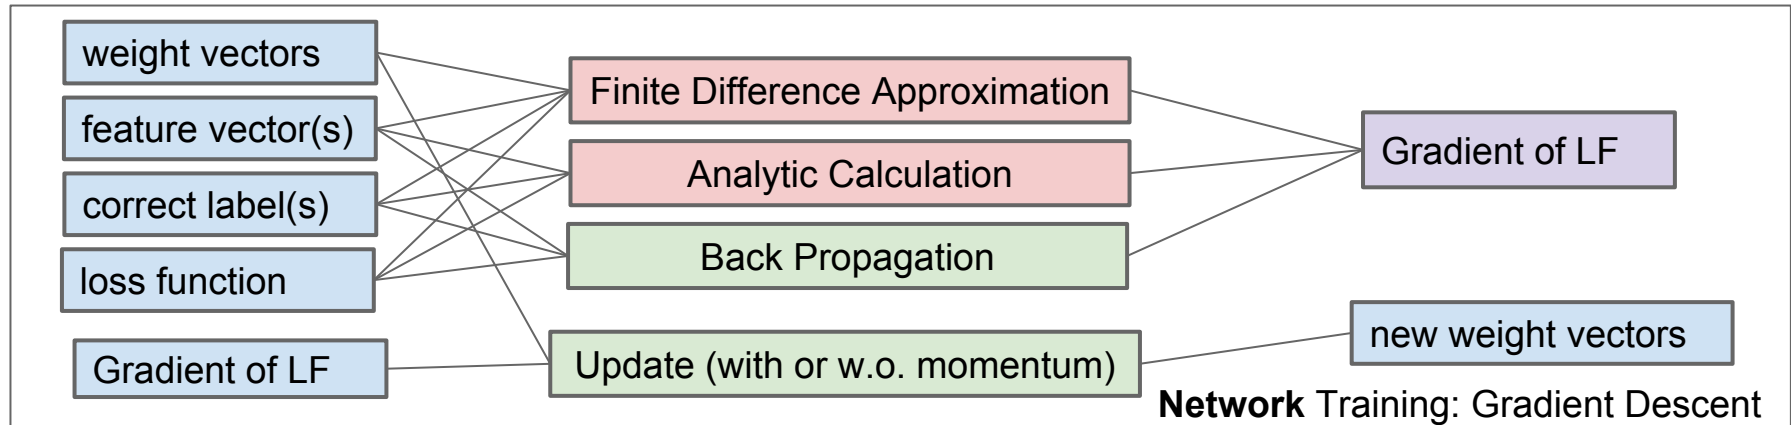 weight vectors
feature vector(s)
correct label(s)
loss function
Gradient of LF
Finite Difference Approximation
Analytic Calculation
Back Propagation
Update (with or w.o. momentum)
Gradient of LF
new weight vectors
Network Training: Gradient Descent